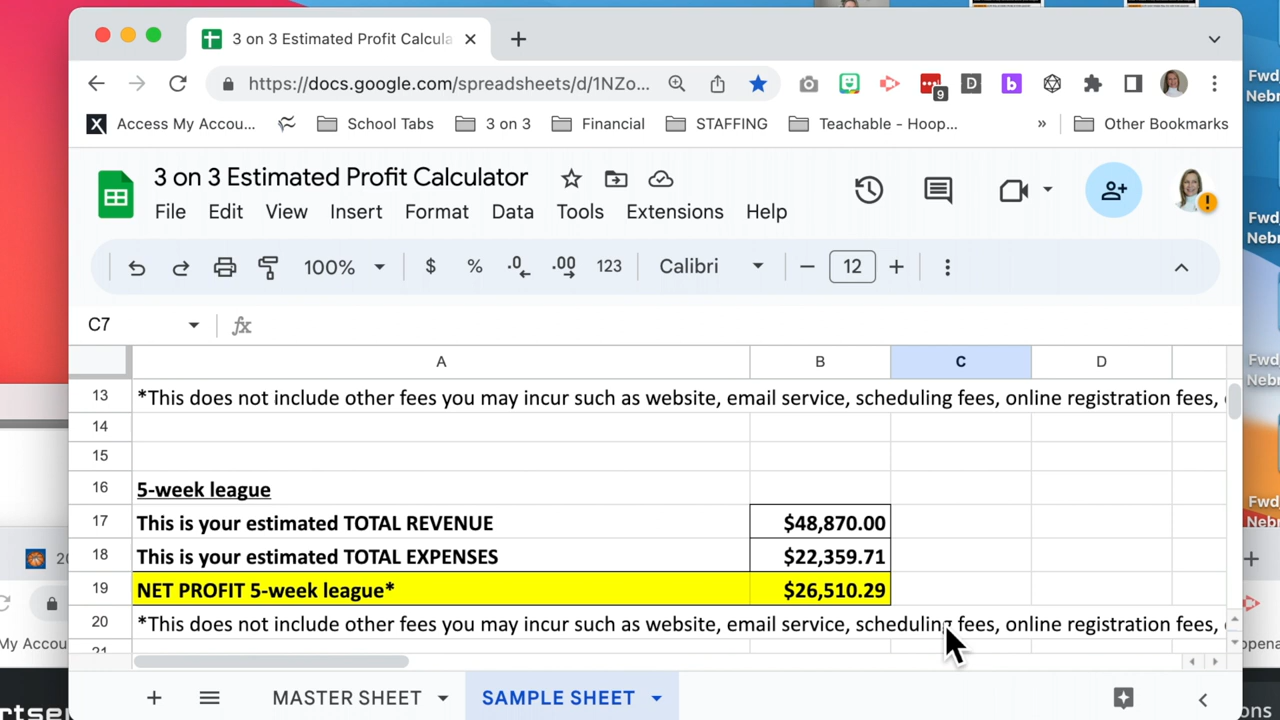 3 on 3 Estimated Profit Calcula
https://docs.google.com/spreadsheets/d/1NZo...
9
D
b
X Access My Accou...
School Tabs
3 on 3
Financial
STAFFING
Teachable - Hoop...
»
Other Bookmarks
3 on 3 Estimated Profit Calculator
File Edit View Insert Format Data Tools Extensions Help
100% $ % .0 .00 123 Calibri 12
C7 fx
A B C D
13 *This does not include other fees you may incur such as website, email service, scheduling fees, online registration fees,
14
15
16 5-week league
17 This is your estimated TOTAL REVENUE $48,870.00
18 This is your estimated TOTAL EXPENSES $22,359.71
19 NET PROFIT 5-week league* $26,510.29
20 *This does not include other fees you may incur such as website, email service, scheduling fees, online registration fees,
21
MASTER SHEET SAMPLE SHEET
Fwd
Nebr
Fwd
Nebr
Fwd
Nebr
Fwd
Nebr
My Accou